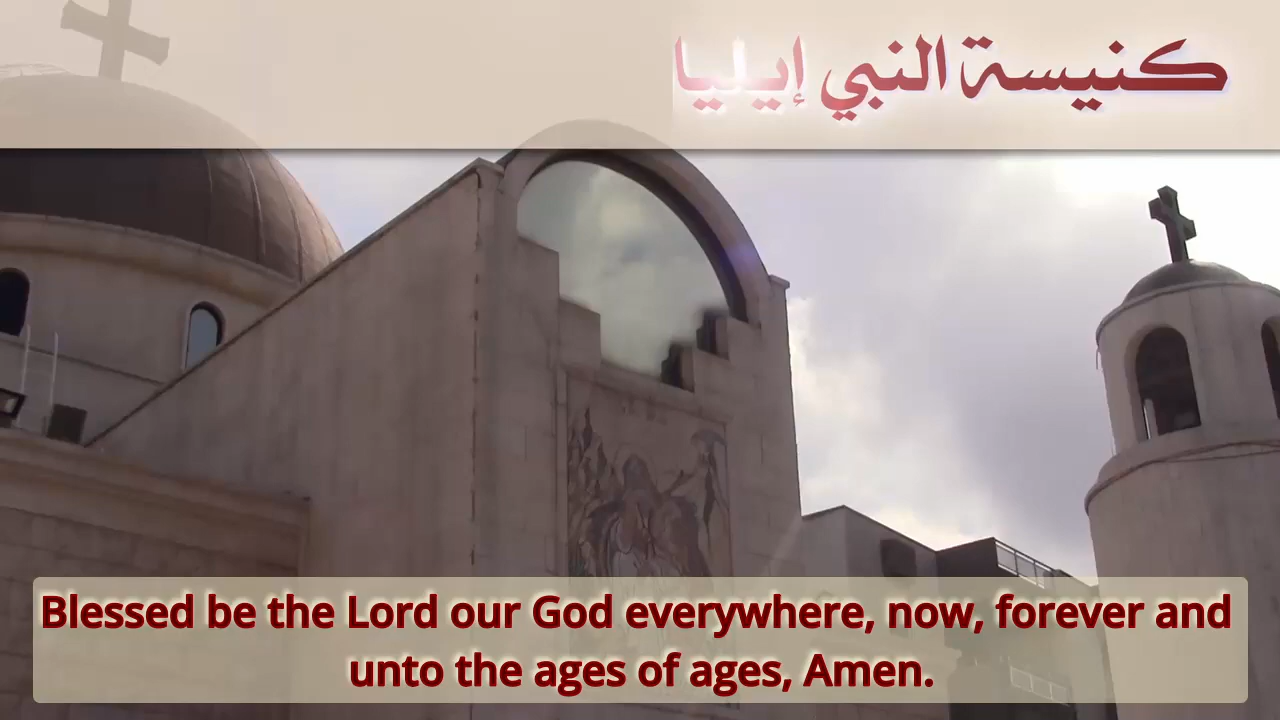 كنيسة النبي إيليا
Blessed be the Lord our God everywhere, now, forever and
unto the ages of ages, Amen.